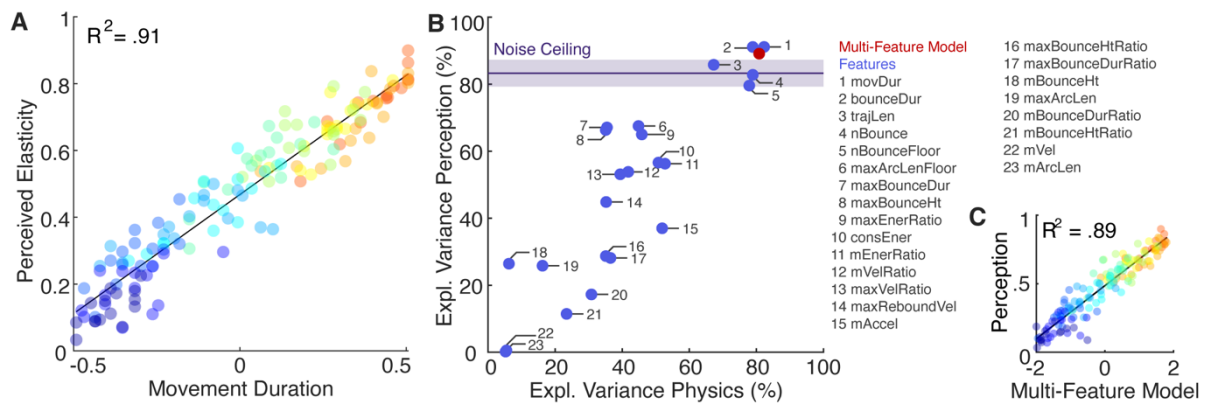 A
R² = .91
Perceived Elasticity
1
0.8
0.6
0.4
0.2
0
-0.5
0
0.5
Movement Duration
B
Expl. Variance Perception (%)
100
80
60
40
20
0
Noise Ceiling
2
1
3
4
5
7
6
8
9
10
11
13
12
14
15
18
16
19
17
20
21
22
23
0
20
40
60
80
100
Expl. Variance Physics (%)
Multi-Feature Model
Features
1 movDur
2 bounceDur
3 trajLen
4 nBounce
5 nBounceFloor
6 maxArcLenFloor
7 maxBounceDur
8 maxBounceHt
9 maxEnerRatio
10 consEner
11 mEnerRatio
12 mVelRatio
13 maxVelRatio
14 maxReboundVel
15 mAccel
16 maxBounceHtRatio
17 maxBounceDurRatio
18 mBounceHt
19 maxArcLen
20 mBounceDurRatio
21 mBounceHtRatio
22 mVel
23 mArcLen
C
R² = .89
Perception
1
.5
0
-2
0
2
Multi-Feature Model